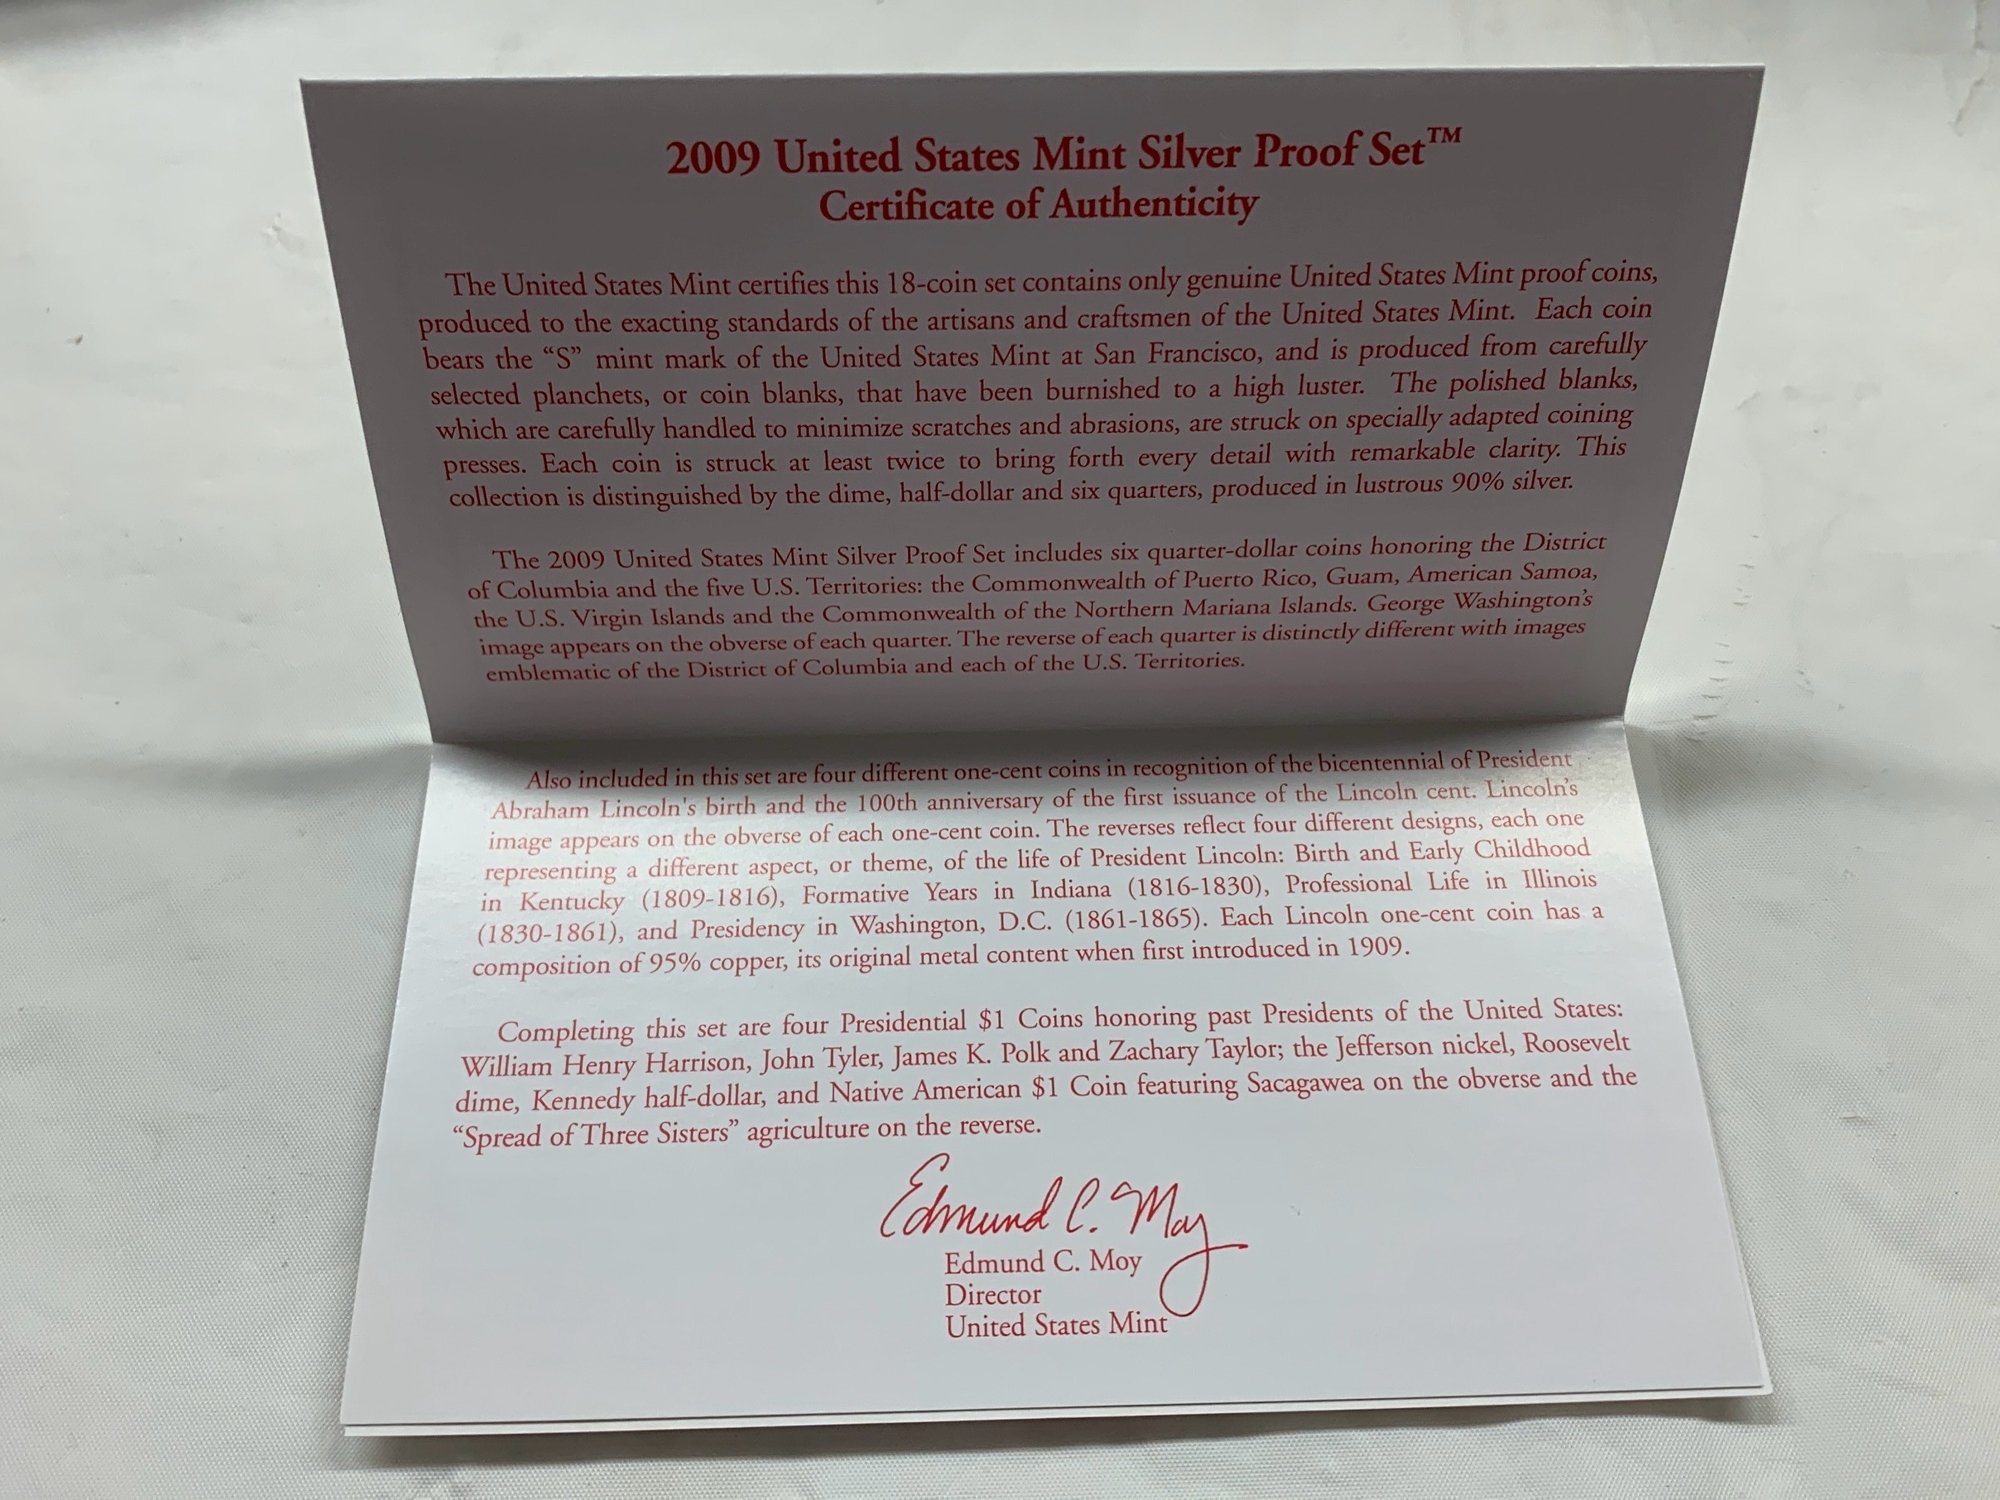 2009 United States Mint Silver Proof Set™
Certificate of Authenticity
The United States Mint certifies this 18-coin set contains only genuine United States Mint proof coins,
produced to the exacting standards of the artisans and craftsmen of the United States Mint. Each coin
bears the “S” mint mark of the United States Mint at San Francisco, and is produced from carefully
selected planchets, or coin blanks, that have been burnished to a high luster. The polished blanks,
which are carefully handled to minimize scratches and abrasions, are struck on specially adapted coining
presses. Each coin is struck at least twice to bring forth every detail with remarkable clarity. This
collection is distinguished by the dime, half-dollar and six quarters, produced in lustrous 90% silver.
The 2009 United States Mint Silver Proof Set includes six quarter-dollar coins honoring the District
of Columbia and the five U.S. Territories: the Commonwealth of Puerto Rico, Guam, American Samoa,
the U.S. Virgin Islands and the Commonwealth of the Northern Mariana Islands. George Washington’s
image appears on the obverse of each quarter. The reverse of each quarter is distinctly different with images
emblematic of the District of Columbia and each of the U.S. Territories.
Also included in this set are four different one-cent coins in recognition of the bicentennial of President
Abraham Lincoln's birth and the 100th anniversary of the first issuance of the Lincoln cent. Lincoln’s
image appears on the obverse of each one-cent coin. The reverses reflect four different designs, each one
representing a different aspect, or theme, of the life of President Lincoln: Birth and Early Childhood
in Kentucky (1809-1816), Formative Years in Indiana (1816-1830), Professional Life in Illinois
(1830-1861), and Presidency in Washington, D.C. (1861-1865). Each Lincoln one-cent coin has a
composition of 95% copper, its original metal content when first introduced in 1909.
Completing this set are four Presidential $1 Coins honoring past Presidents of the United States:
William Henry Harrison, John Tyler, James K. Polk and Zachary Taylor; the Jefferson nickel, Roosevelt
dime, Kennedy half-dollar, and Native American $1 Coin featuring Sacagawea on the obverse and the
“Spread of Three Sisters” agriculture on the reverse.
Edmund C. Moy
Edmund C. Moy
Director
United States Mint